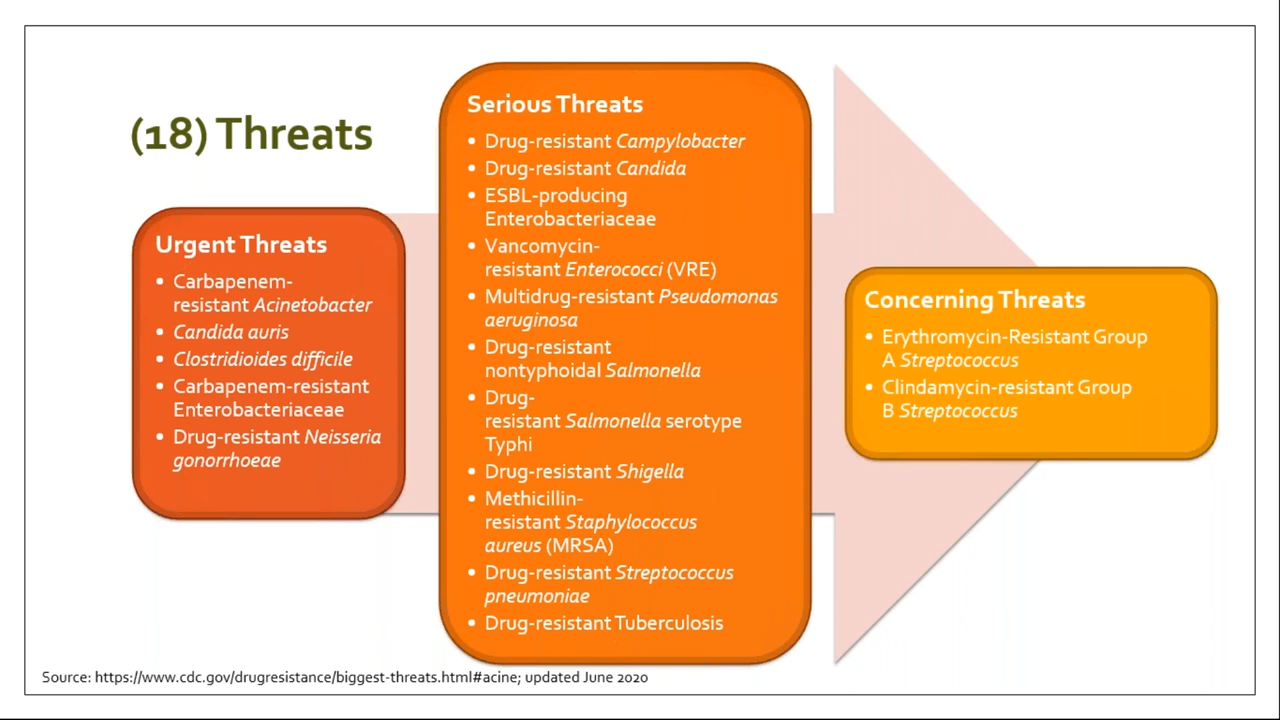 (18) Threats
Urgent Threats
• Carbapenem-
resistant Acinetobacter
• Candida auris
• Clostridioides difficile
• Carbapenem-resistant
Enterobacteriaceae
• Drug-resistant Neisseria
gonorrhoeae
Serious Threats
• Drug-resistant Campylobacter
• Drug-resistant Candida
• ESBL-producing
Enterobacteriaceae
• Vancomycin-
resistant Enterococci (VRE)
• Multidrug-resistant Pseudomonas
aeruginosa
• Drug-resistant
nontyphoidal Salmonella
• Drug-
resistant Salmonella serotype
Typhi
• Drug-resistant Shigella
• Methicillin-
resistant Staphylococcus
aureus (MRSA)
• Drug-resistant Streptococcus
pneumoniae
• Drug-resistant Tuberculosis
Concerning Threats
• Erythromycin-Resistant Group
A Streptococcus
• Clindamycin-resistant Group
B Streptococcus
Source: https://www.cdc.gov/drugresistance/biggest-threats.html#acine; updated June 2020